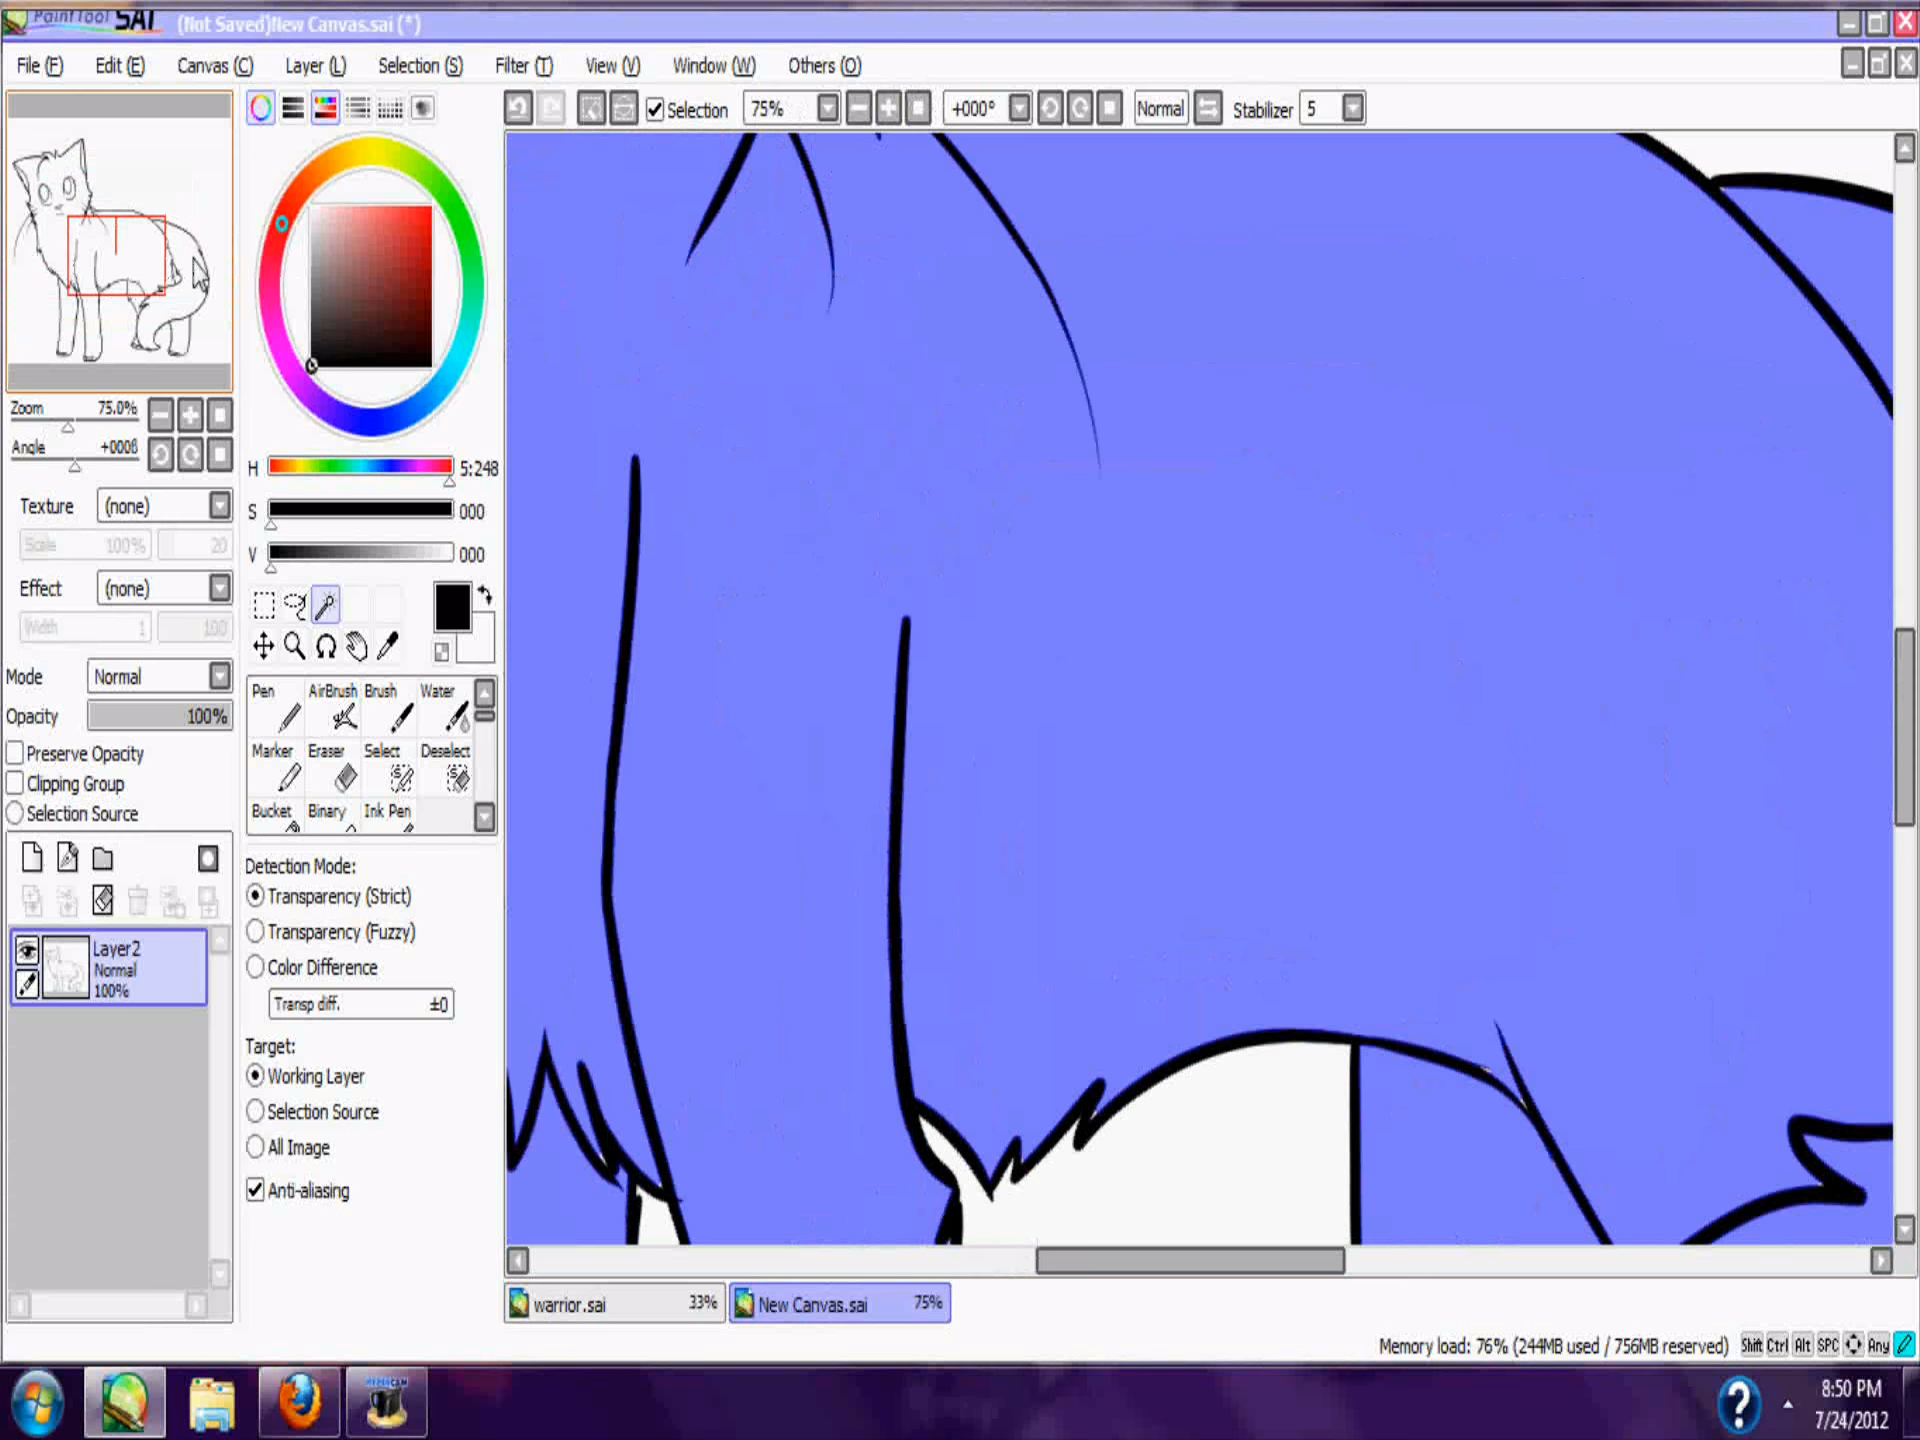 PaintTool SAI (Not Saved)New Canvas.sai (*)
File (F) Edit (E) Canvas (C) Layer (L) Selection (S) Filter (T) View (V) Window (W) Others (O)
Selection 75% +000° Normal Stabilizer 5
Zoom 75.0%
Angle +000ß
Texture (none)
Scale 100% 20
Effect (none)
Width 1 100
Mode Normal
Opacity 100%
Preserve Opacity
Clipping Group
Selection Source
Layer2
Normal
100%
H 5:248
S 000
V 000
Pen AirBrush Brush Water
Marker Eraser Select Deselect
Bucket Binary Ink Pen
Detection Mode:
Transparency (Strict)
Transparency (Fuzzy)
Color Difference
Transp diff. ±0
Target:
Working Layer
Selection Source
All Image
Anti-aliasing
warrior.sai 33% New Canvas.sai 75%
Memory load: 76% (244MB used / 756MB reserved) Shift Ctrl Alt SPC Any
HYPERCAM
8:50 PM
7/24/2012